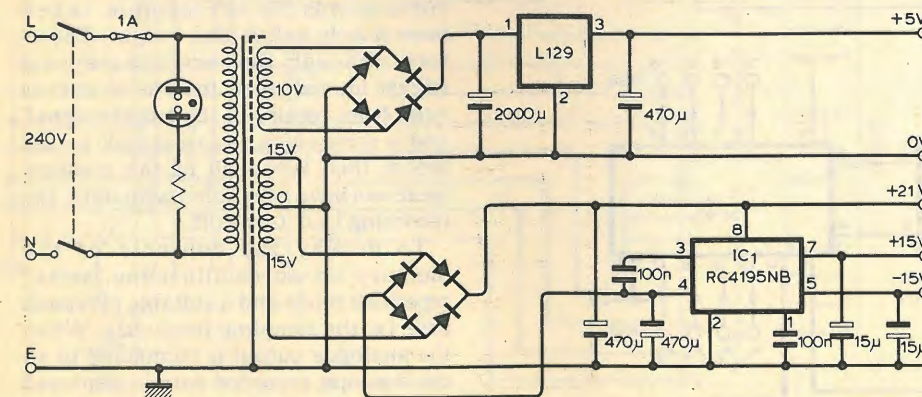 L
1A
1
L129
3
+5V
10V
2
2000µ
470µ
240V
0V
15V
+21V
0
8
N
3
IC1
7
+15V
15V
100n
RC4195NB
4
5
-15V
470µ
470µ
2
1
100n
15µ
15µ
E